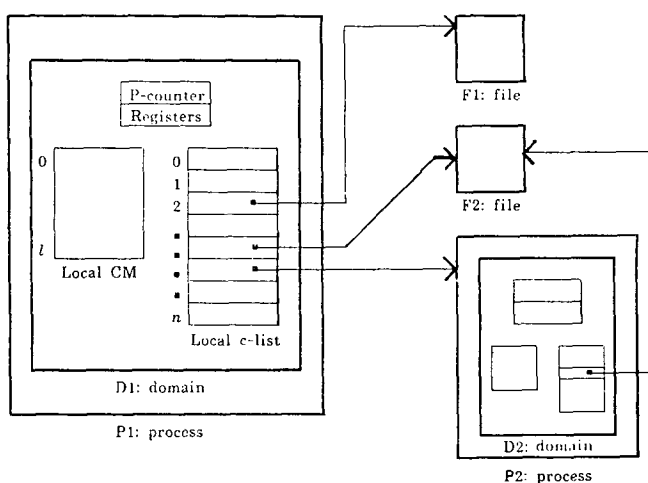 P-counter
Registers
0
l
Local CM
0
1
2
n
Local c-list
D1: domain
P1: process
F1: file
F2: file
D2: domain
P2: process